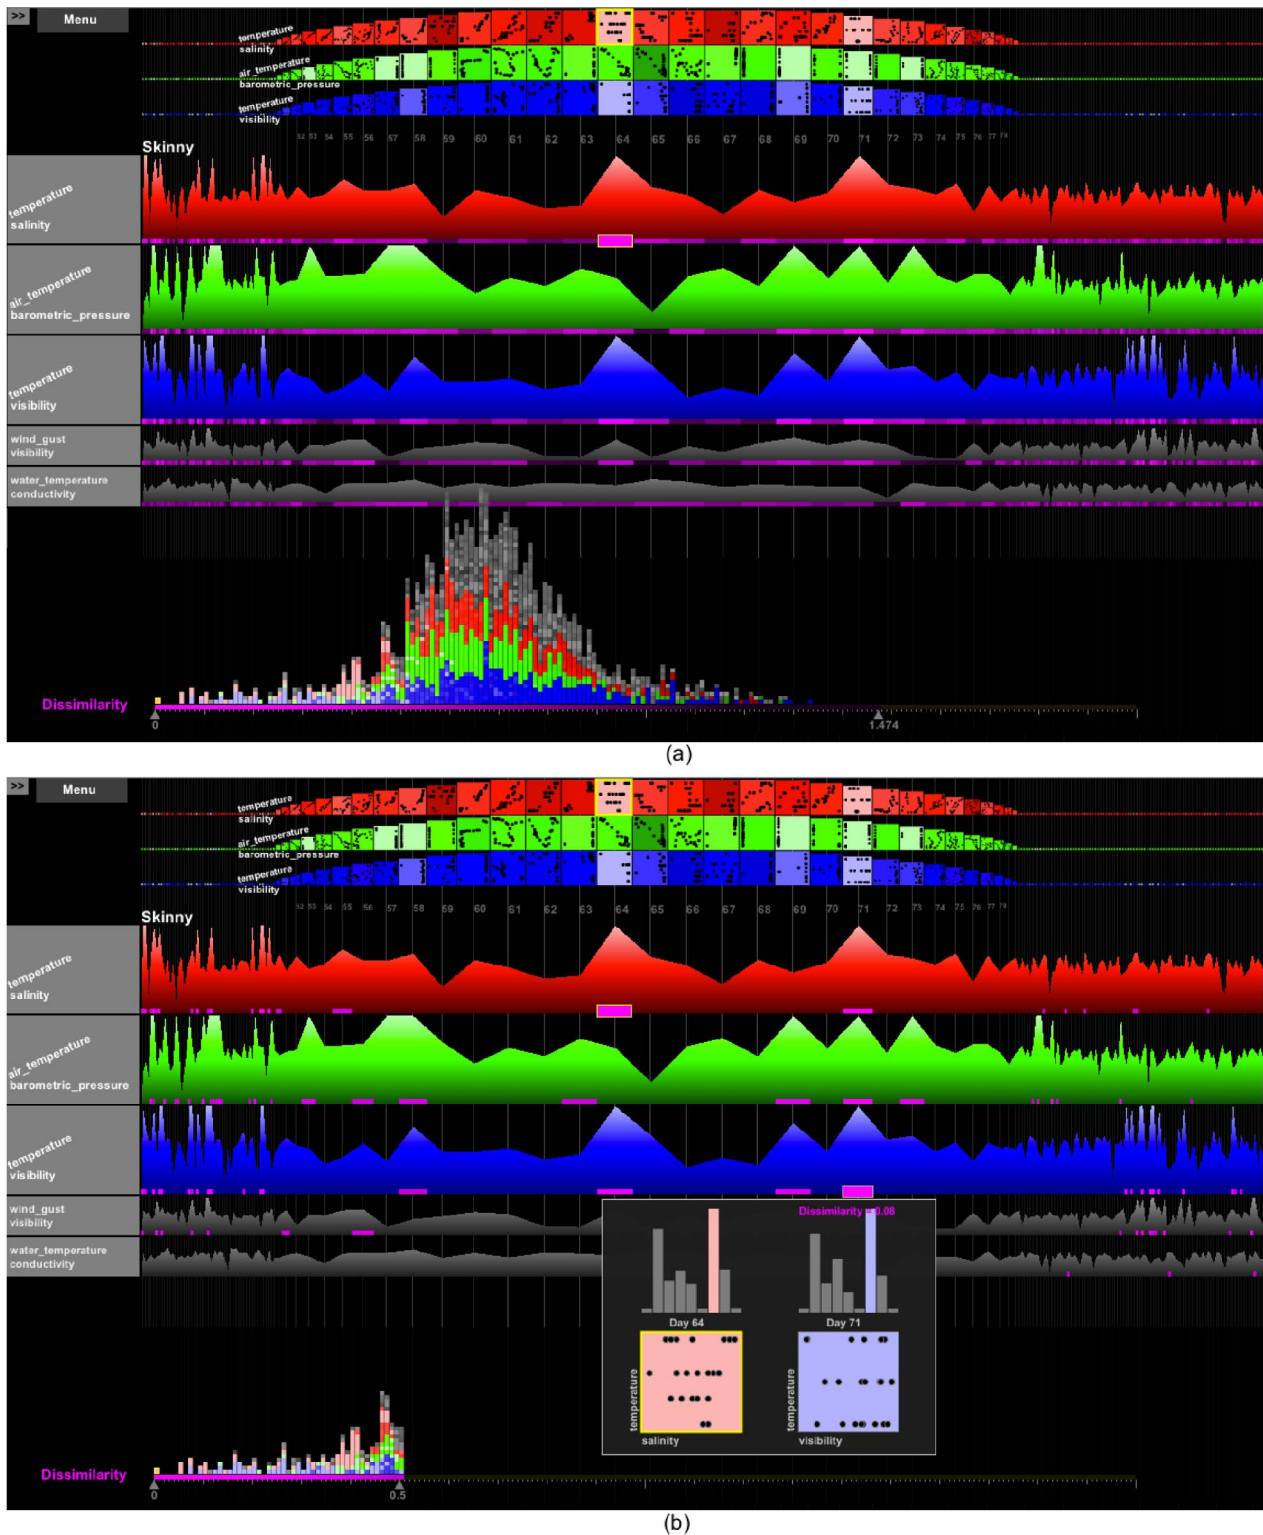 >> Menu
temperature
salinity
air_temperature
barometric_pressure
temperature
visibility
52 53 54 55 56 57 58 59 60 61 62 63 64 65 66 67 68 69 70 71 72 73 74 75 76 77 78
Skinny
temperature
salinity
air_temperature
barometric_pressure
temperature
visibility
wind_gust
visibility
water_temperature
conductivity
Dissimilarity
0 1.474
(a)
>> Menu
temperature
salinity
air_temperature
barometric_pressure
temperature
visibility
52 53 54 55 56 57 58 59 60 61 62 63 64 65 66 67 68 69 70 71 72 73 74 75 76 77 78
Skinny
temperature
salinity
air_temperature
barometric_pressure
temperature
visibility
wind_gust
visibility
water_temperature
conductivity
Dissimilarity 0.08
Day 64 Day 71
temperature temperature
salinity visibility
Dissimilarity
0 0.5
(b)